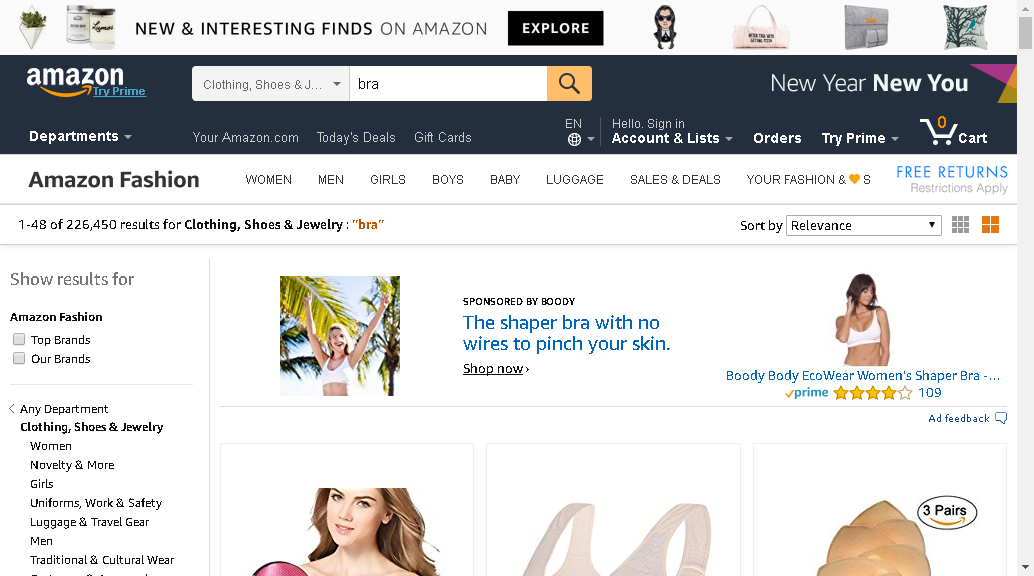 NEW & INTERESTING FINDS ON AMAZON EXPLORE
amazon
Try Prime
Clothing, Shoes & J...
bra
New Year New You
Departments
Your Amazon.com Today's Deals Gift Cards
EN
Hello. Sign in
Account & Lists
Orders
Try Prime
0
Cart
Amazon Fashion
WOMEN MEN GIRLS BOYS BABY LUGGAGE SALES & DEALS YOUR FASHION & 🧡 S
FREE RETURNS
Restrictions Apply
1-48 of 226,450 results for Clothing, Shoes & Jewelry : "bra"
Sort by Relevance
Show results for
Amazon Fashion
Top Brands
Our Brands
Any Department
Clothing, Shoes & Jewelry
Women
Novelty & More
Girls
Uniforms, Work & Safety
Luggage & Travel Gear
Men
Traditional & Cultural Wear
SPONSORED BY BOODY
The shaper bra with no
wires to pinch your skin.
Shop now ›
Boody Body EcoWear Women's Shaper Bra -...
prime 109
Ad feedback
3 Pairs